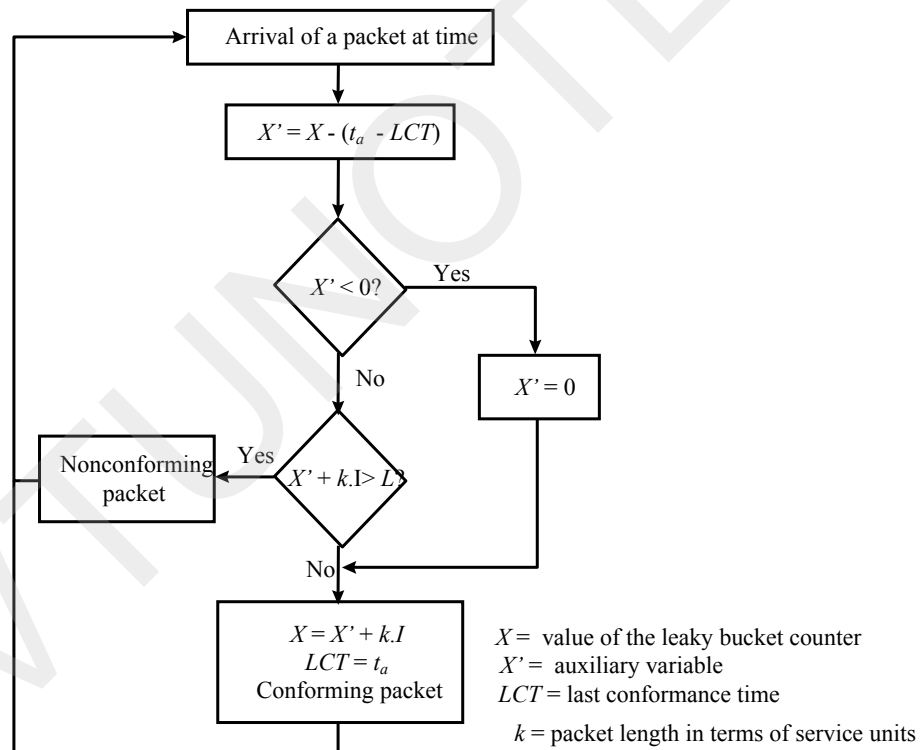 Arrival of a packet at time
X' = X - (tₐ - LCT)
X' < 0?
Yes
No
X' = 0
X' + k.I> L?
Yes
Nonconforming
packet
No
X = X' + k.I
LCT = tₐ
Conforming packet
X = value of the leaky bucket counter
X' = auxiliary variable
LCT = last conformance time
k = packet length in terms of service units
VTUNOTE